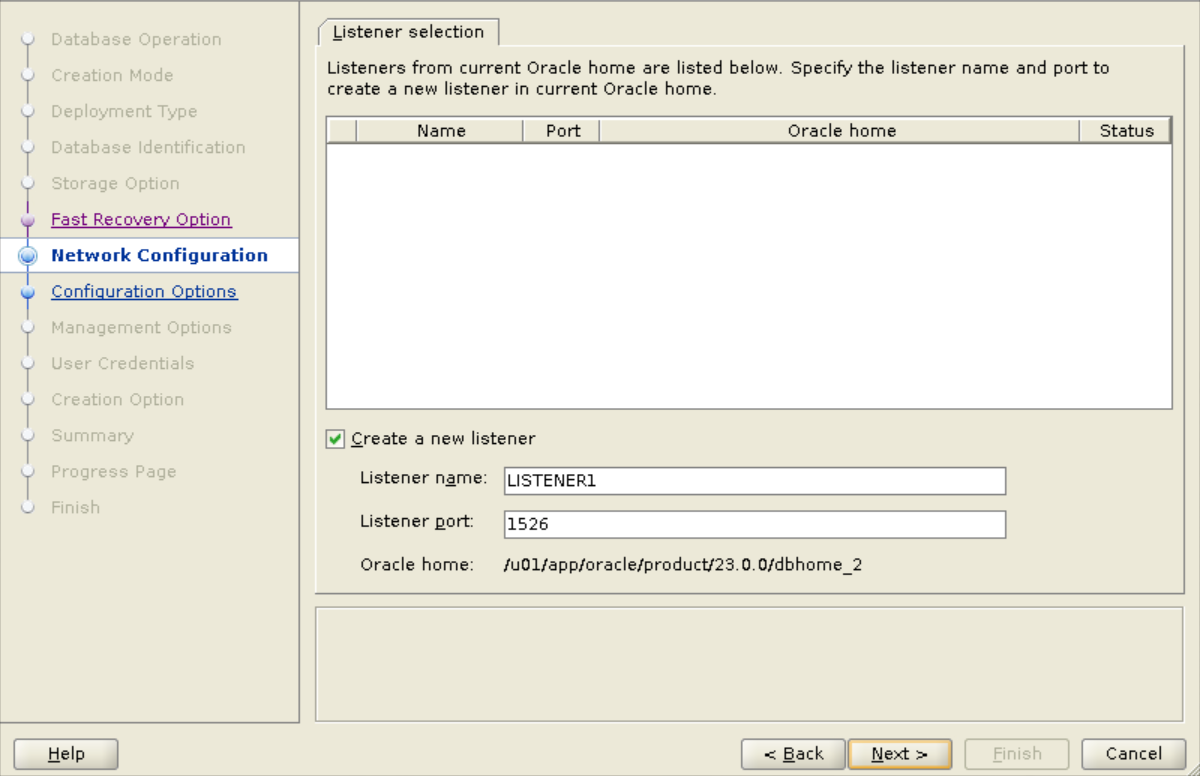 Database Operation
Creation Mode
Deployment Type
Database Identification
Storage Option
Fast Recovery Option
Network Configuration
Configuration Options
Management Options
User Credentials
Creation Option
Summary
Progress Page
Finish
Listener selection
Listeners from current Oracle home are listed below. Specify the listener name and port to
create a new listener in current Oracle home.
Name Port Oracle home Status
Create a new listener
Listener name: LISTENER1
Listener port: 1526
Oracle home: /u01/app/oracle/product/23.0.0/dbhome_2
Help < Back Next > Finish Cancel